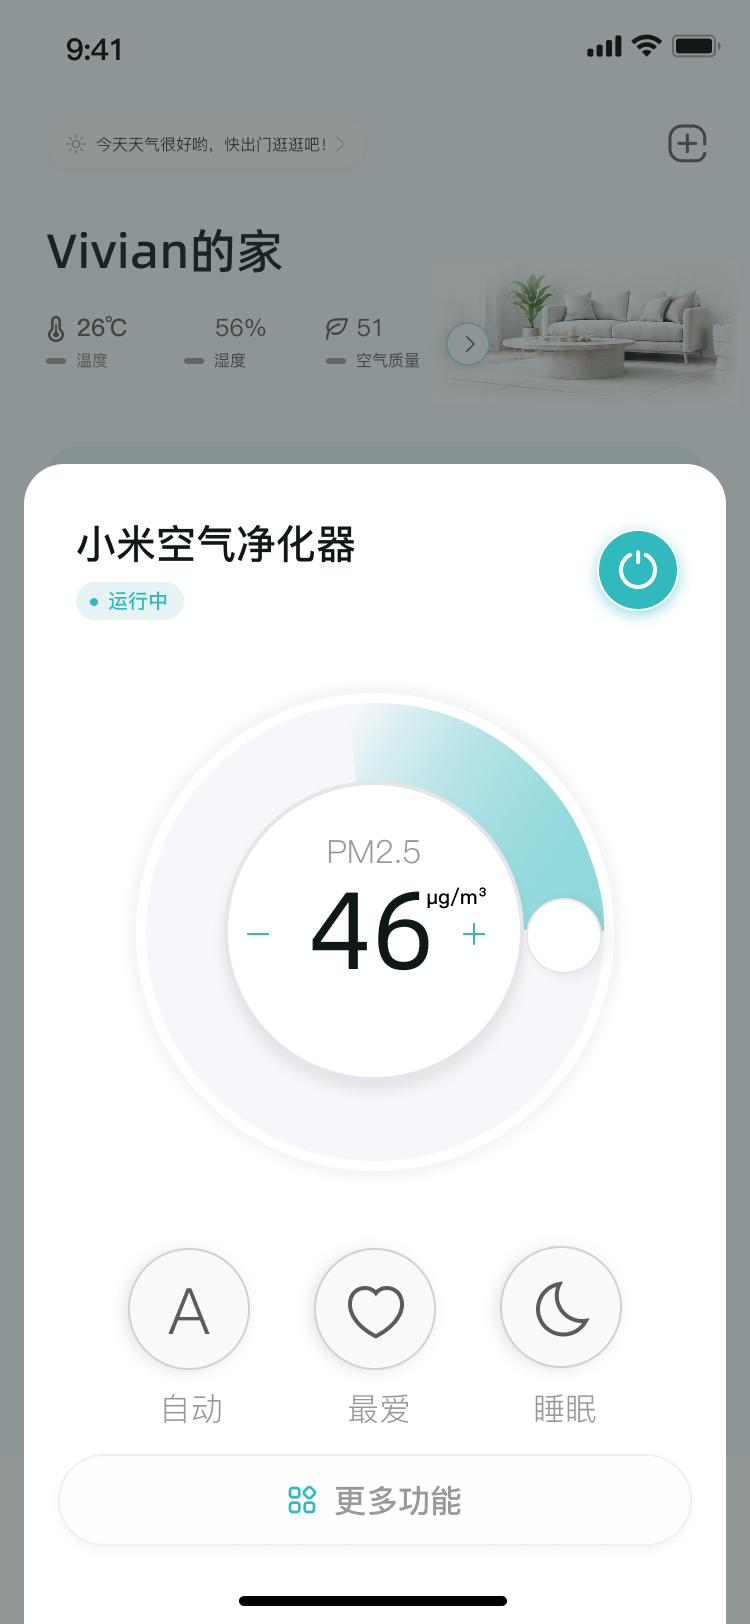 9:41
今天天气很好哟，快出门逛逛吧！
Vivian的家
26℃ 56% 51
温度 湿度 空气质量
小米空气净化器
运行中
PM2.5
46 μg/m³
A
自动 最爱 睡眠
更多功能